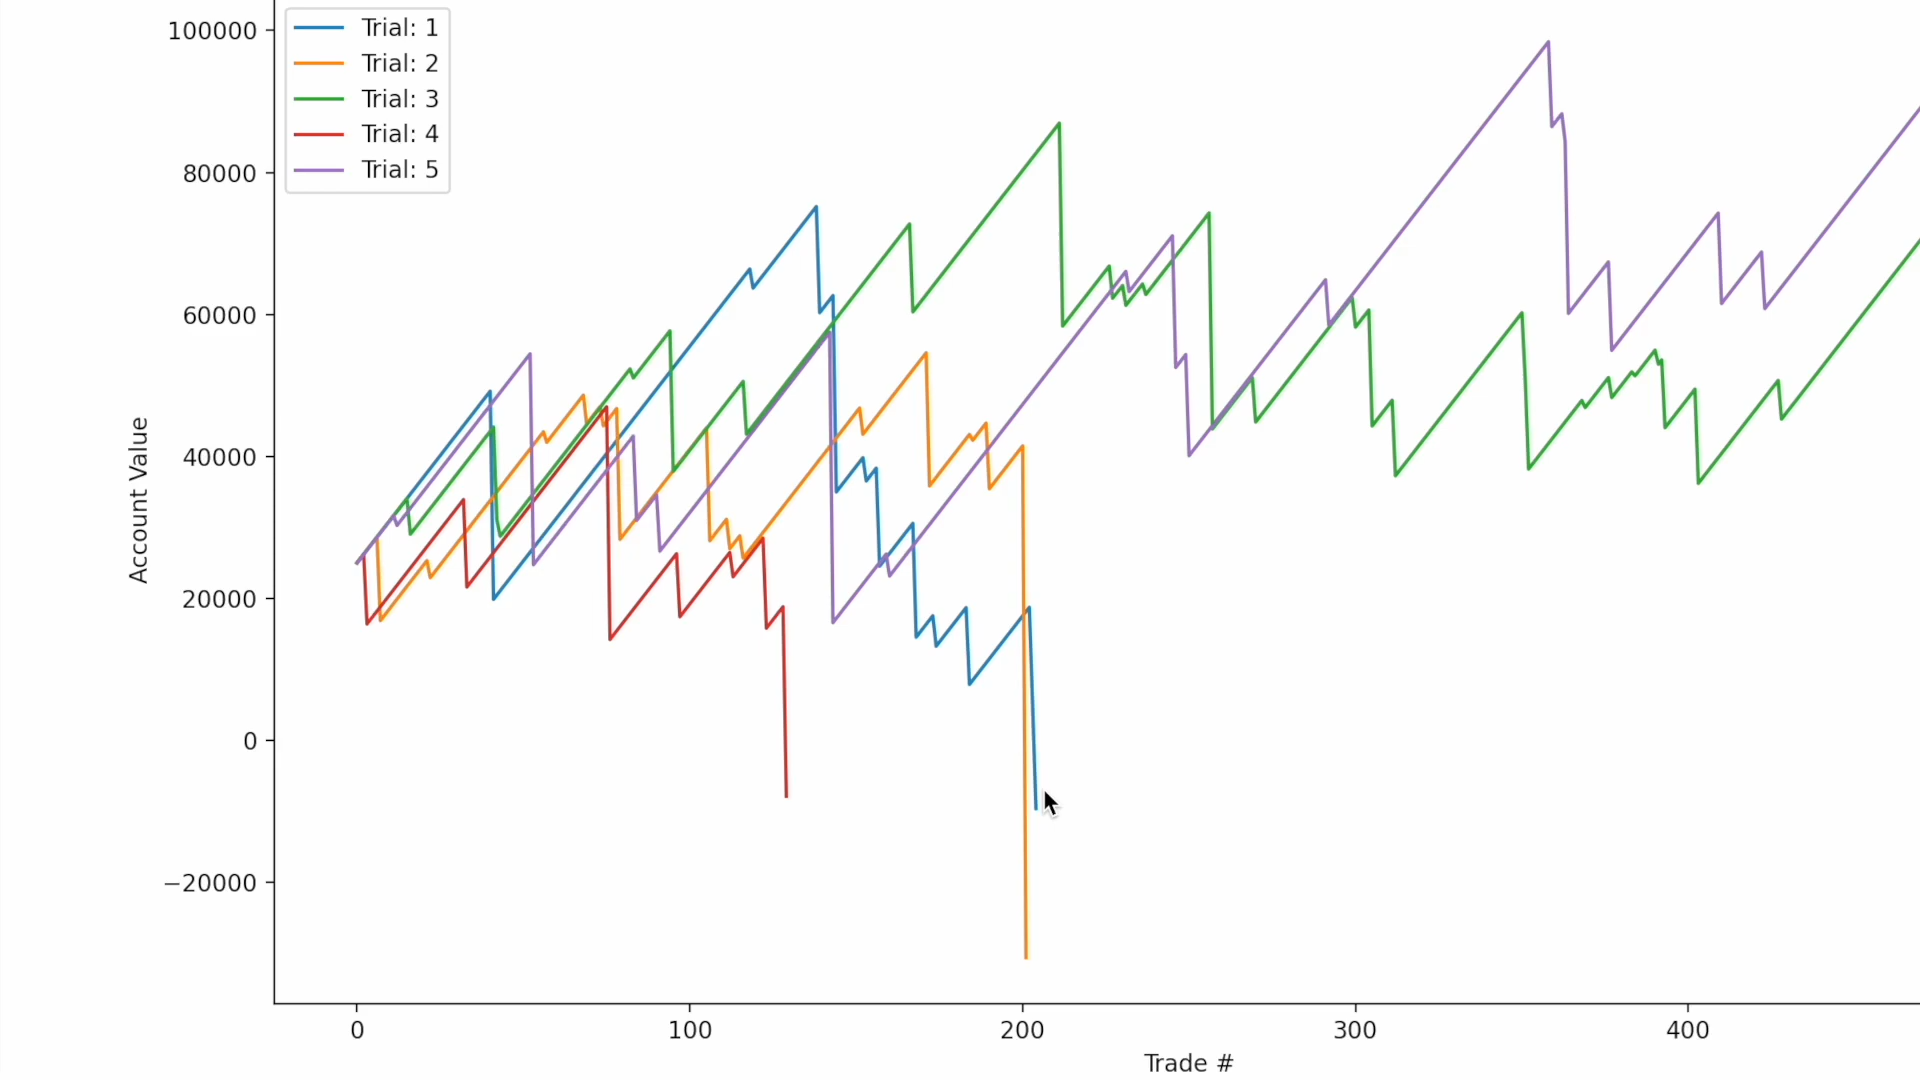 Trial: 1
Trial: 2
Trial: 3
Trial: 4
Trial: 5
100000
80000
60000
40000
20000
0
−20000
Account Value
0 100 200 300 400
Trade #